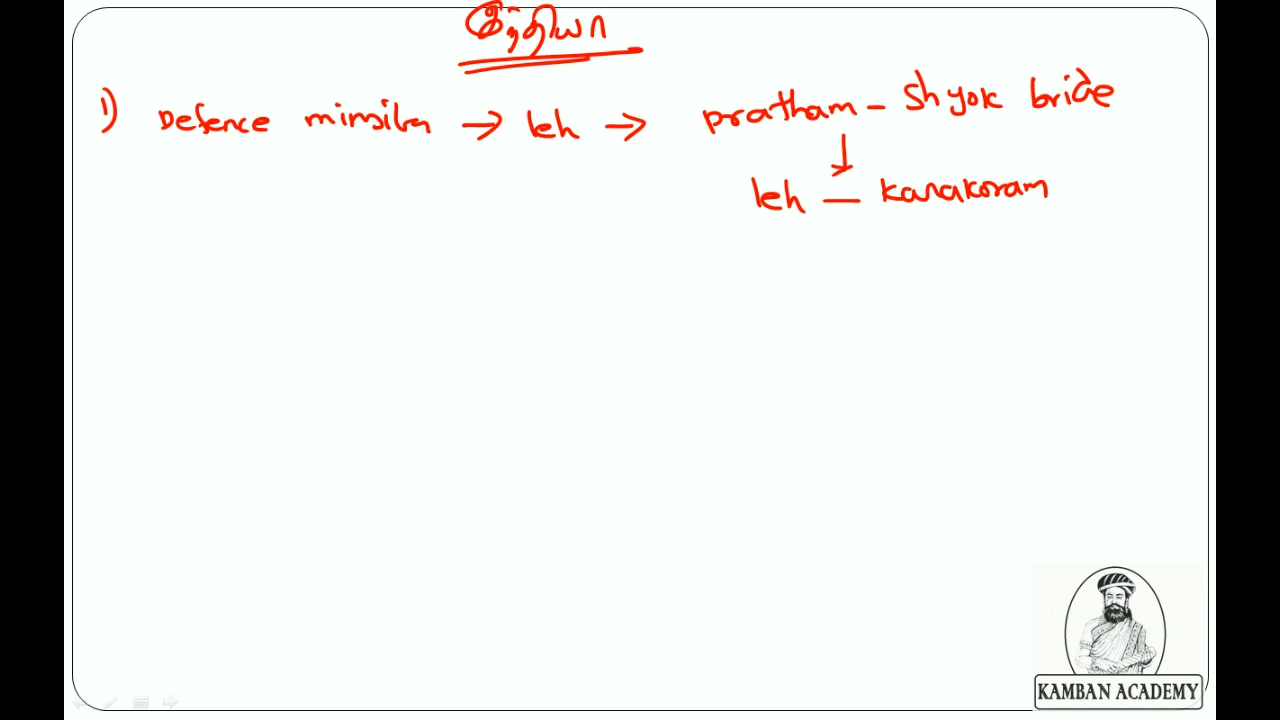 இந்தியா
1) Defence minsiter → leh → pratham – Shyok bride
↓
leh — karakoram
KAMBAN ACADEMY